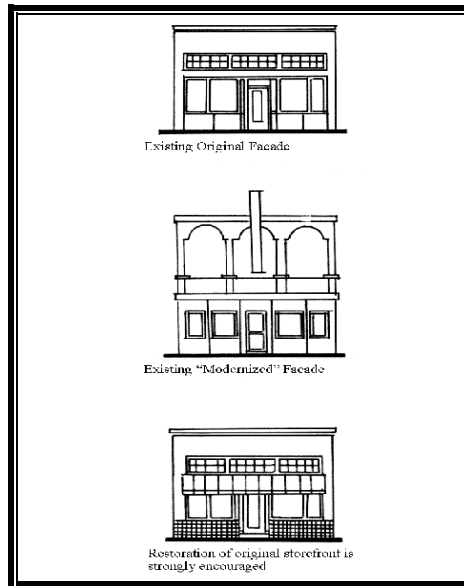 Existing Original Facade
Existing "Modernized" Facade
Restoration of original storefront is
strongly encouraged